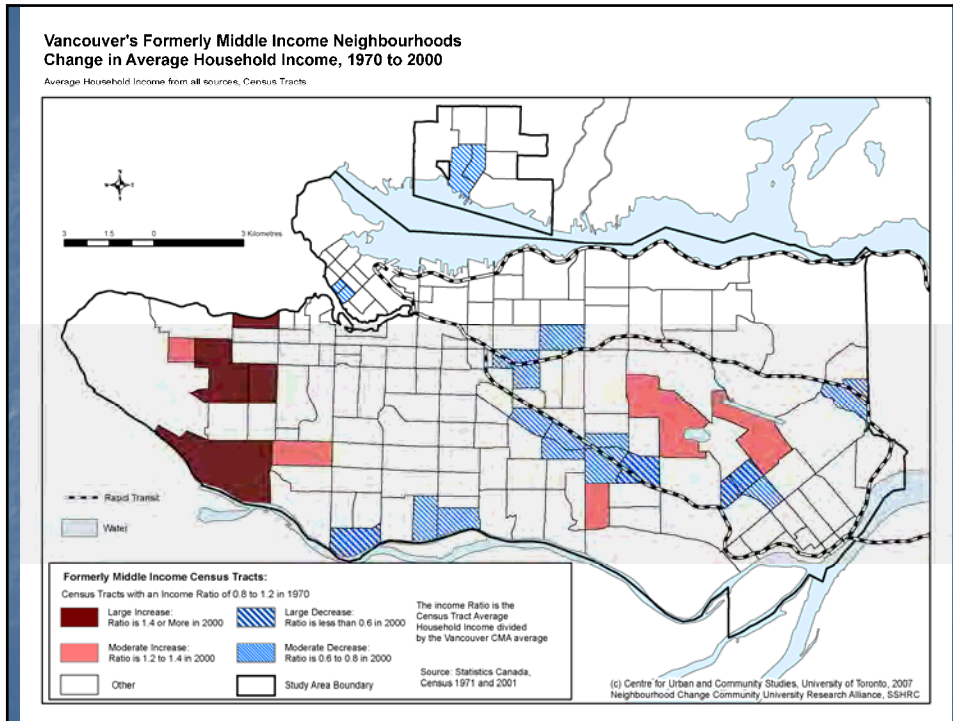 Vancouver's Formerly Middle Income Neighbourhoods
Change in Average Household Income, 1970 to 2000
Average Household Income from all sources, Census Tracts
N
W
E
S
3
1.5
0
3 Kilometres
Rapid Transit
Water
Formerly Middle Income Census Tracts:
Census Tracts with an Income Ratio of 0.8 to 1.2 in 1970
Large Increase:
Ratio is 1.4 or More in 2000
Moderate Increase:
Ratio is 1.2 to 1.4 in 2000
Other
Large Decrease:
Ratio is less than 0.6 in 2000
Moderate Decrease:
Ratio is 0.6 to 0.8 in 2000
Study Area Boundary
The income Ratio is the
Census Tract Average
Household Income divided
by the Vancouver CMA average
Source: Statistics Canada,
Census 1971 and 2001
(c) Centre for Urban and Community Studies, University of Toronto, 2007
Neighbourhood Change Community University Research Alliance, SSHRC